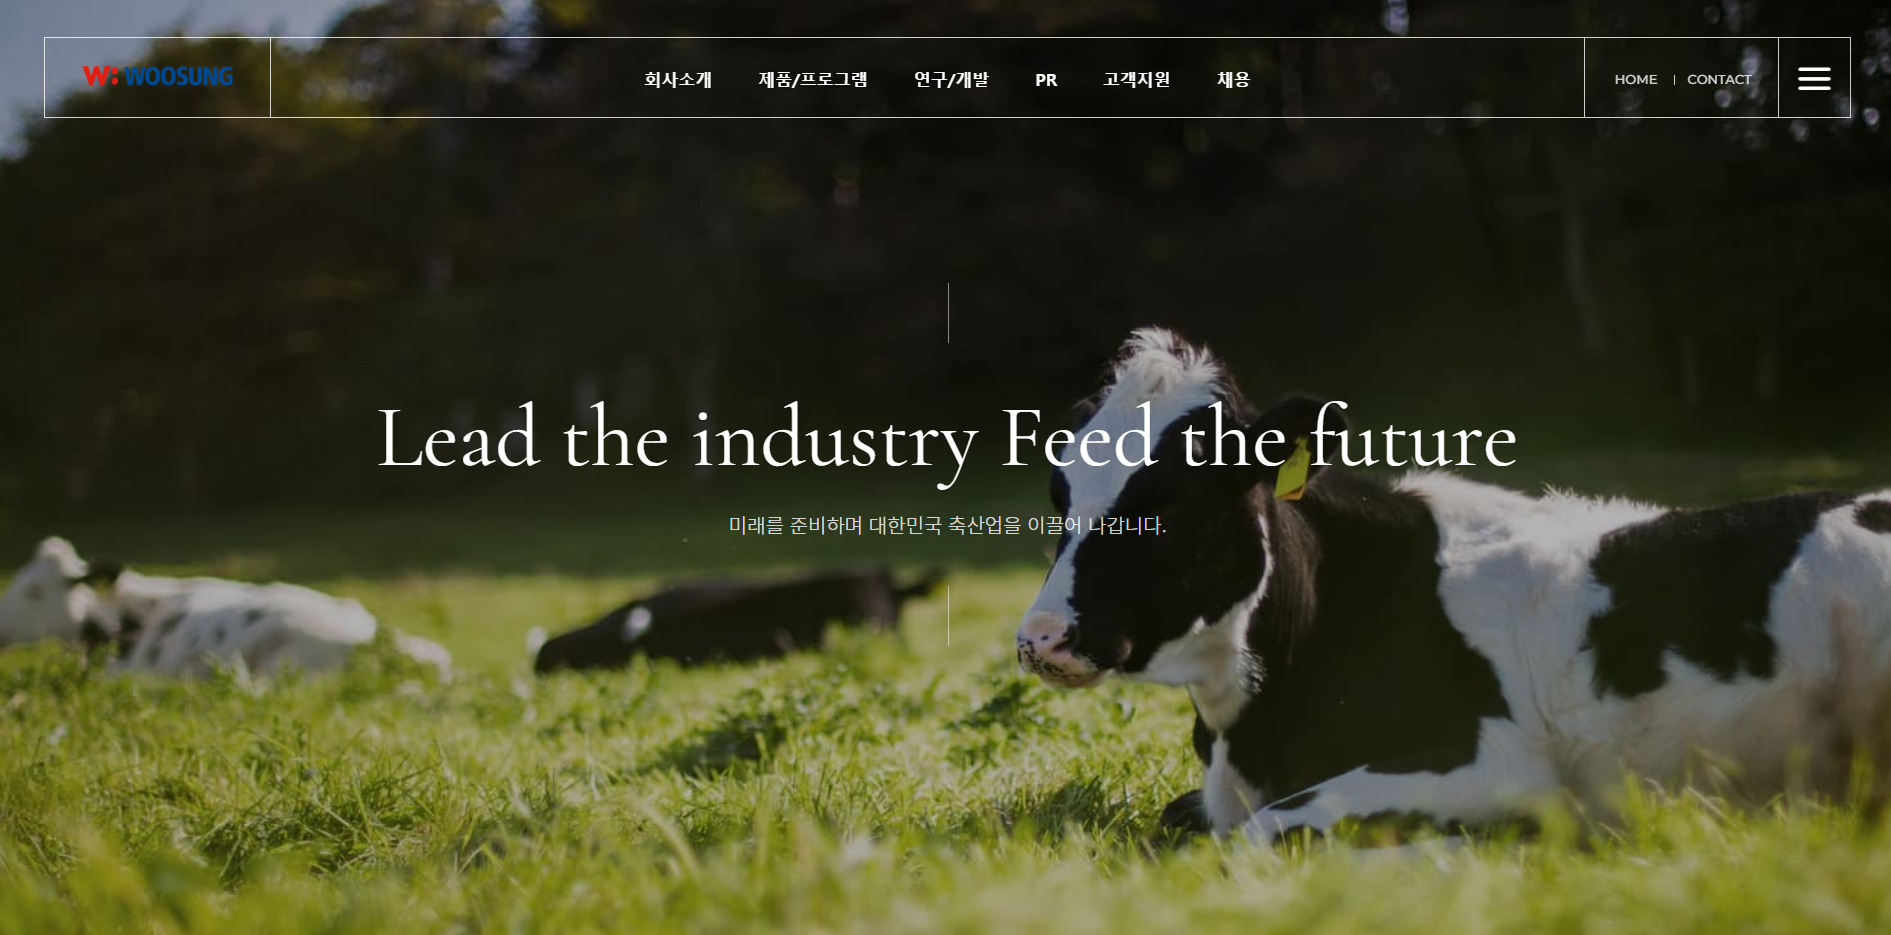 W: WOOSUNG
회사소개 제품/프로그램 연구/개발 PR 고객지원 채용
HOME | CONTACT
Lead the industry Feed the future
미래를 준비하며 대한민국 축산업을 이끌어 나갑니다.